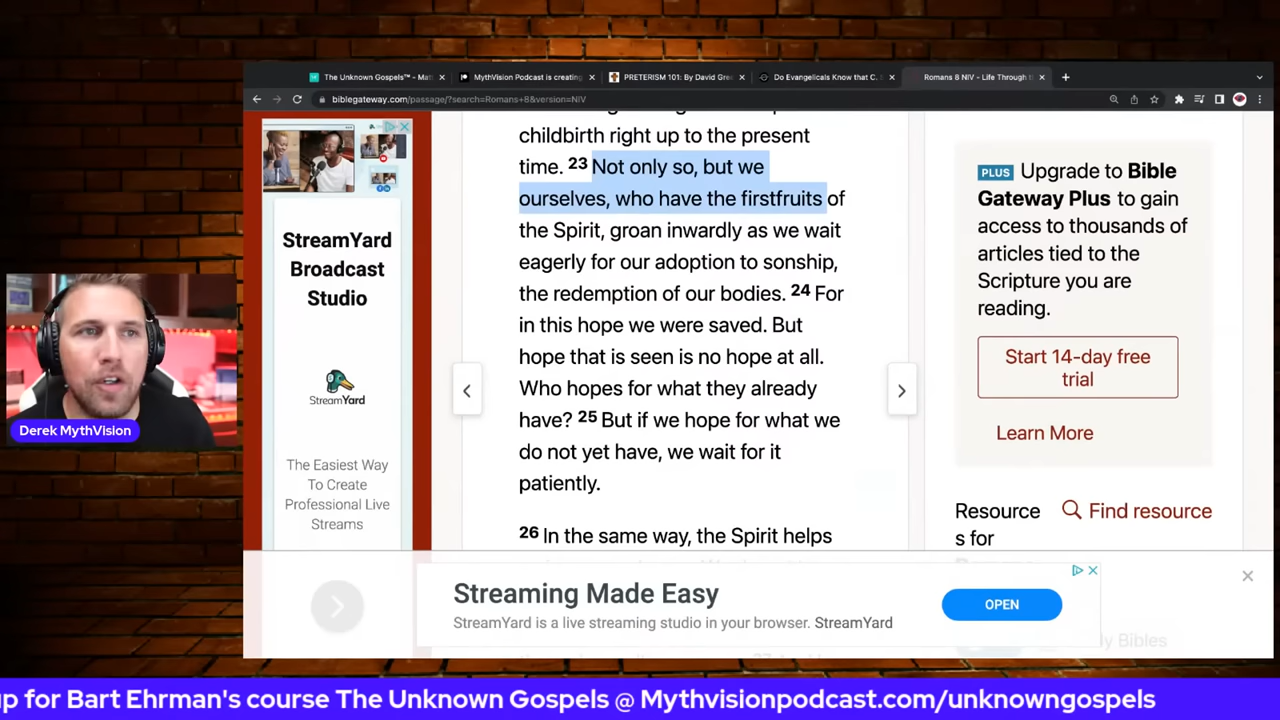 The Unknown Gospels™ - Mat
MythVision Podcast is creating
PRETERISM 101: By David Gre
Do Evangelicals Know that C.
Romans 8 NIV - Life Through t
biblegateway.com/passage/?search=Romans+8&version=NIV
childbirth right up to the present
time. 23 Not only so, but we
ourselves, who have the firstfruits of
the Spirit, groan inwardly as we wait
eagerly for our adoption to sonship,
the redemption of our bodies. 24 For
in this hope we were saved. But
hope that is seen is no hope at all.
Who hopes for what they already
have? 25 But if we hope for what we
do not yet have, we wait for it
patiently.
26 In the same way, the Spirit helps
StreamYard
Broadcast
Studio
StreamYard
The Easiest Way
To Create
Professional Live
Streams
PLUS Upgrade to Bible
Gateway Plus to gain
access to thousands of
articles tied to the
Scripture you are
reading.
Start 14-day free
trial
Learn More
Resource
s for
Find resource
Derek MythVision
Streaming Made Easy
StreamYard is a live streaming studio in your browser. StreamYard
OPEN
Bibles
up for Bart Ehrman's course The Unknown Gospels @ Mythvisionpodcast.com/unknowngospels